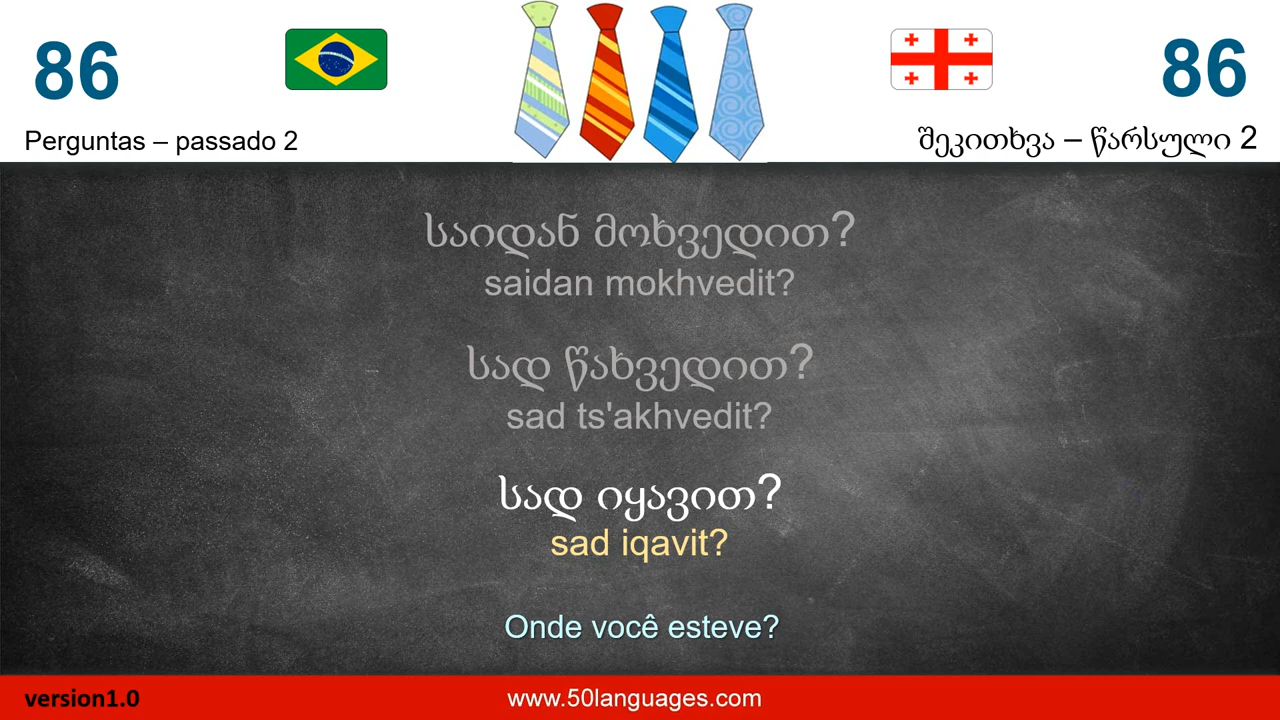 86
86
Perguntas – passado 2
შეკითხვა – წარსული 2
საიდან მოხვედით?
saidan mokhvedit?
სად წახვედით?
sad ts'akhvedit?
სად იყავით?
sad iqavit?
Onde você esteve?
version1.0
www.50languages.com